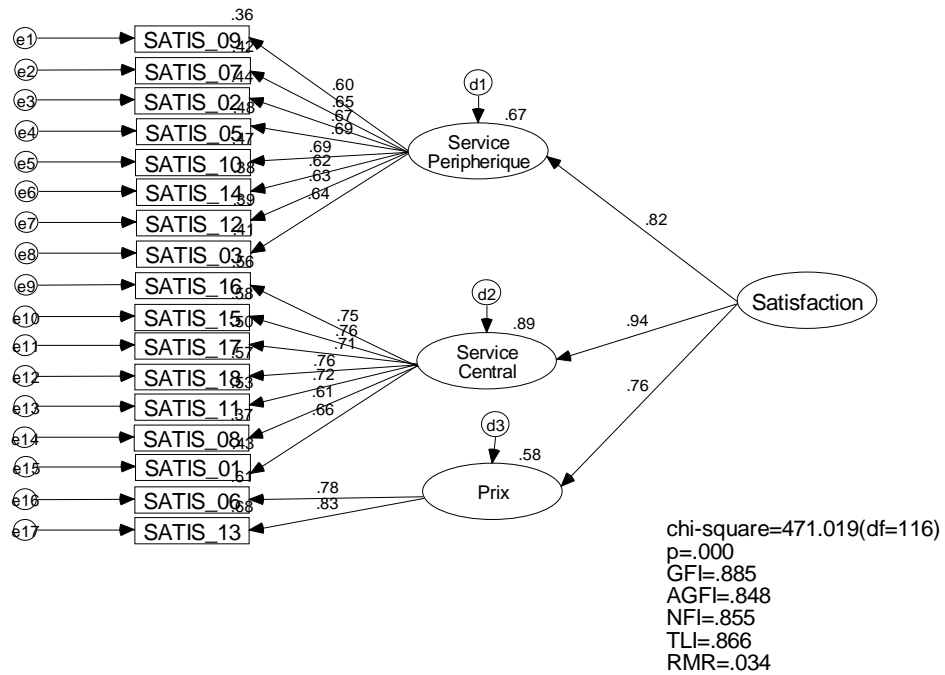 .36
e1 SATIS_09
.42
e2 SATIS_07
.44
e3 SATIS_02
.48
e4 SATIS_05
.47
e5 SATIS_10
.38
e6 SATIS_14
.39
e7 SATIS_12
.41
e8 SATIS_03
.56
e9 SATIS_16
.58
e10 SATIS_15
.50
e11 SATIS_17
.57
e12 SATIS_18
.53
e13 SATIS_11
.37
e14 SATIS_08
.43
e15 SATIS_01
.61
e16 SATIS_06
.68
e17 SATIS_13
.60
.65
.67
.69
.69
.62
.63
.64
.75
.76
.71
.76
.72
.61
.66
.78
.83
d1
.67
Service
Peripherique
d2
.89
Service
Central
d3
.58
Prix
.82
.94
.76
Satisfaction
chi-square=471.019(df=116)
p=.000
GFI=.885
AGFI=.848
NFI=.855
TLI=.866
RMR=.034